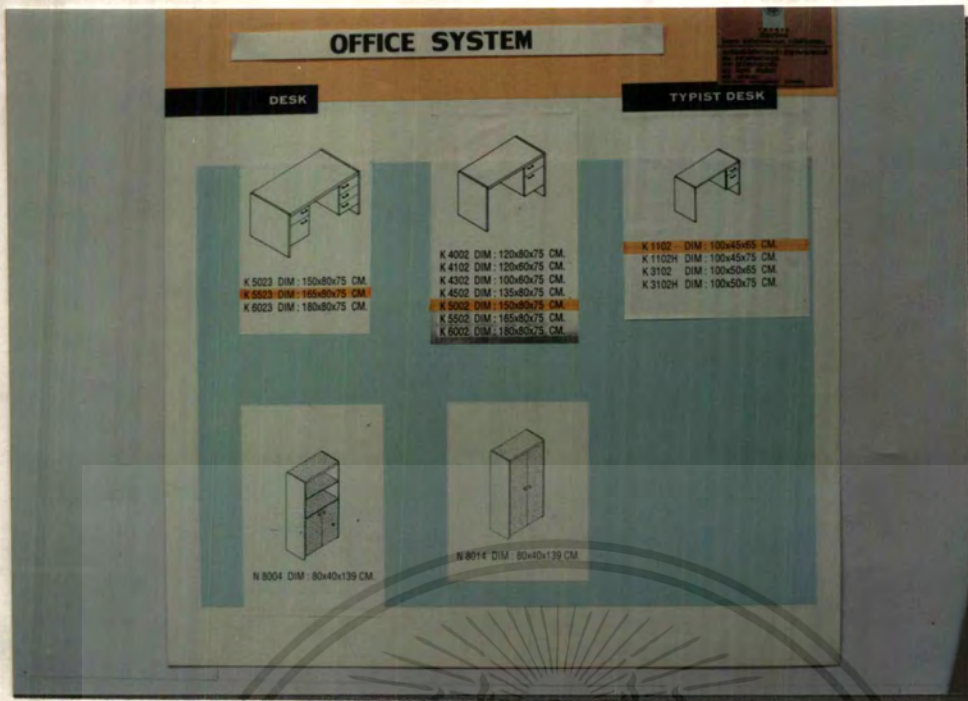 OFFICE SYSTEM
DESK
TYPIST DESK
K 5023 DIM : 150x80x75 CM.
K 5523 DIM : 165x80x75 CM.
K 6023 DIM : 180x80x75 CM.
K 4002 DIM : 120x80x75 CM.
K 4102 DIM : 120x60x75 CM.
K 4302 DIM : 100x60x75 CM.
K 4502 DIM : 135x80x75 CM.
K 5002 DIM : 150x80x75 CM.
K 5502 DIM : 165x80x75 CM.
K 6002 DIM : 180x80x75 CM.
K 1102 DIM : 100x45x65 CM.
K 1102H DIM : 100x45x75 CM.
K 3102 DIM : 100x50x65 CM.
K 3102H DIM : 100x50x75 CM.
N 8004 DIM : 80x40x139 CM.
N 8014 DIM : 80x40x139 CM.